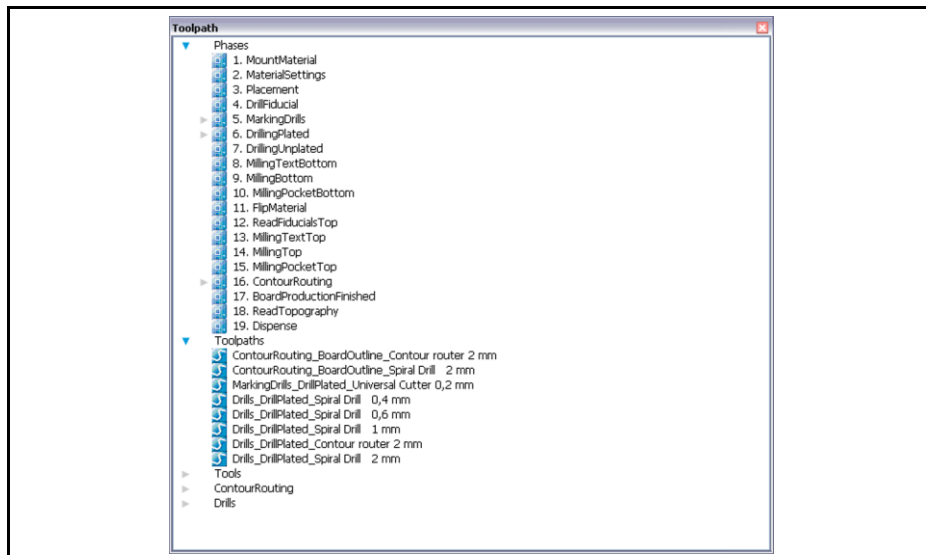 Toolpath
Phases
1. MountMaterial
2. MaterialSettings
3. Placement
4. DrillFiducial
5. MarkingDrills
6. DrillingPlated
7. DrillingUnplated
8. MillingTextBottom
9. MillingBottom
10. MillingPocketBottom
11. FlipMaterial
12. ReadFiducialsTop
13. MillingTextTop
14. MillingTop
15. MillingPocketTop
16. ContourRouting
17. BoardProductionFinished
18. ReadTopography
19. Dispense
Toolpaths
ContourRouting_BoardOutline_Contour router 2 mm
ContourRouting_BoardOutline_Spiral Drill 2 mm
MarkingDrills_DrillPlated_Universal Cutter 0,2 mm
Drills_DrillPlated_Spiral Drill 0,4 mm
Drills_DrillPlated_Spiral Drill 0,6 mm
Drills_DrillPlated_Spiral Drill 1 mm
Drills_DrillPlated_Contour router 2 mm
Drills_DrillPlated_Spiral Drill 2 mm
Tools
ContourRouting
Drills